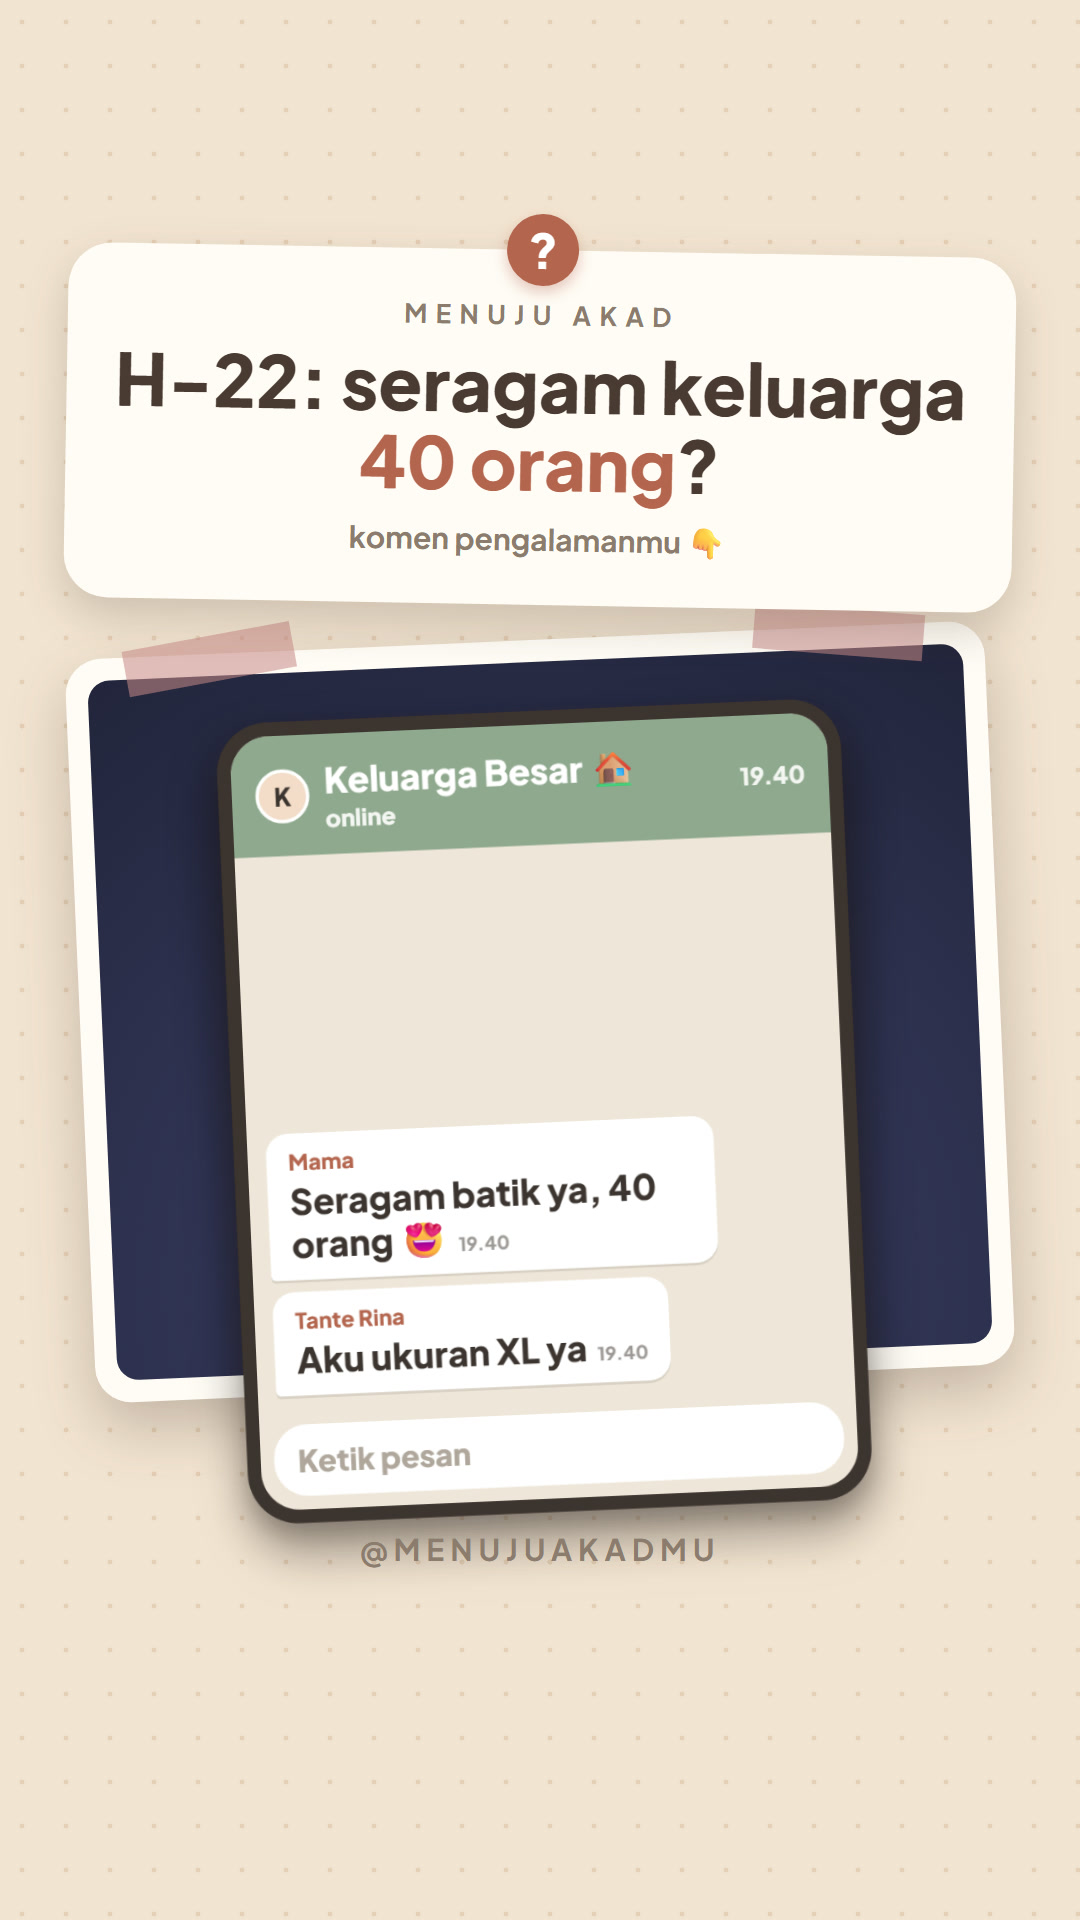 ?
MENUJU AKAD
H-22: seragam keluarga
40 orang?
komen pengalamanmu 👇
K
Keluarga Besar 🏠
online
19.40
Mama
Seragam batik ya, 40
orang 😍 19.40
Tante Rina
Aku ukuran XL ya 19.40
Ketik pesan
@MENUJUAKADMU